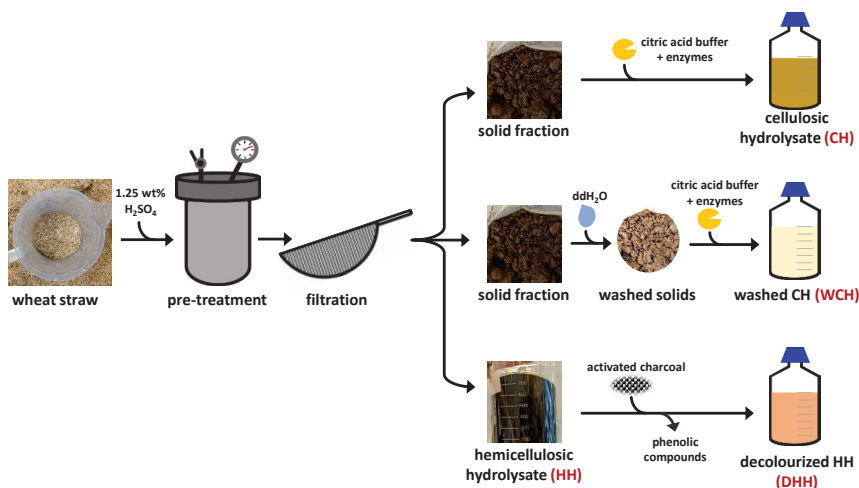 wheat straw
1.25 wt%
H₂SO₄
pre-treatment
filtration
solid fraction
citric acid buffer
+ enzymes
cellulosic
hydrolysate (CH)
solid fraction
ddH₂O
washed solids
citric acid buffer
+ enzymes
washed CH (WCH)
hemicellulosic
hydrolysate (HH)
activated charcoal
phenolic
compounds
decolourized HH
(DHH)